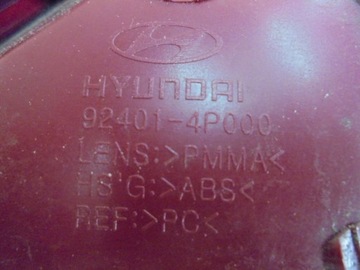 HYUNDAI
92401-4P000
LENS:>PMMA<
HS'G:>ABS<
REF:>PC<